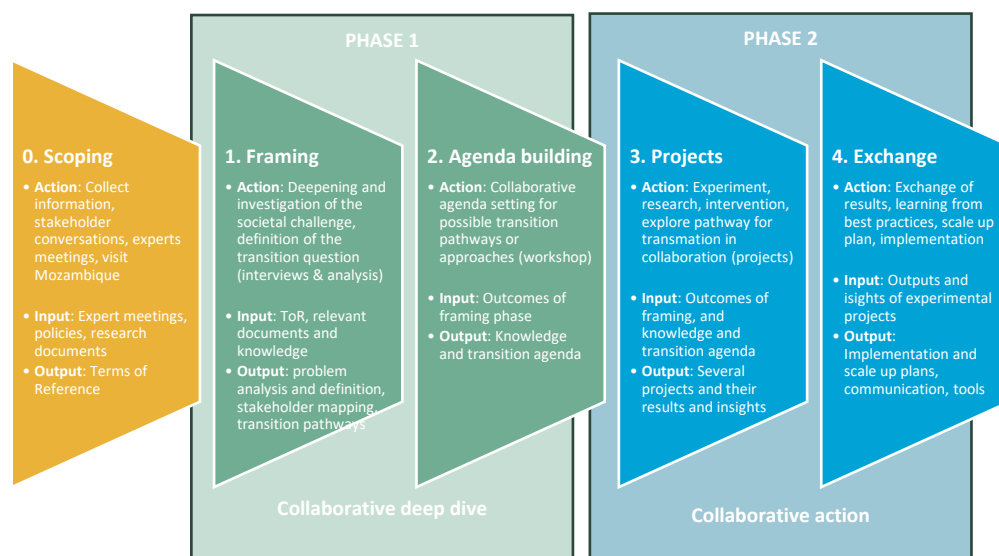 PHASE 1
PHASE 2
0. Scoping
• Action: Collect
information,
stakeholder
conversations, experts
meetings, visit
Mozambique
• Input: Expert meetings,
policies, research
documents
• Output: Terms of
Reference
1. Framing
• Action: Deepening and
investigation of the
societal challenge,
definition of the
transition question
(interviews & analysis)
• Input: ToR, relevant
documents and
knowledge
• Output: problem
analysis and definition,
stakeholder mapping,
transition pathways
2. Agenda building
• Action: Collaborative
agenda setting for
possible transition
pathways or
approaches (workshop)
• Input: Outcomes of
framing phase
• Output: Knowledge
and transition agenda
3. Projects
• Action: Experiment,
research, intervention,
explore pathway for
transmation in
collaboration (projects)
• Input: Outcomes of
framing, and
knowledge and
transition agenda
• Output: Several
projects and their
results and insights
4. Exchange
• Action: Exchange of
results, learning from
best practices, scale up
plan, implementation
• Input: Outputs and
isights of experimental
projects
• Output:
Implementation and
scale up plans,
communication, tools
Collaborative deep dive
Collaborative action